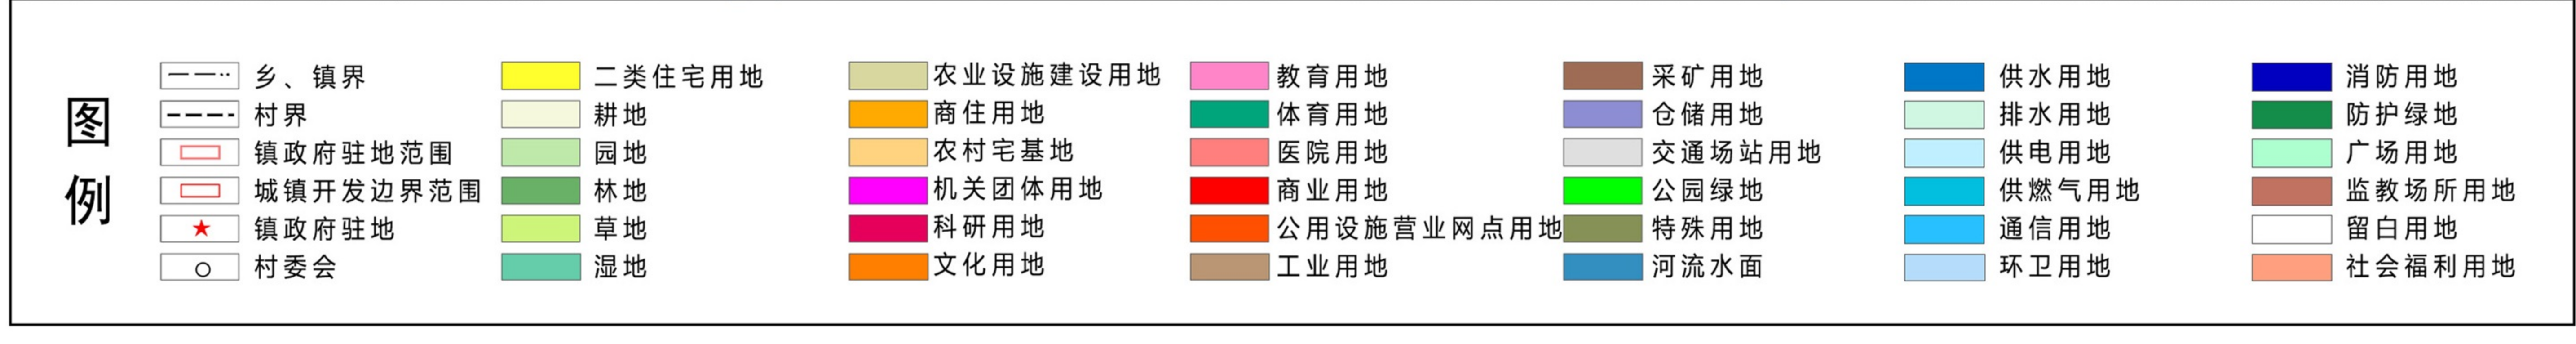 图例
乡、镇界
村界
镇政府驻地范围
城镇开发边界范围
镇政府驻地
村委会
二类住宅用地
耕地
园地
林地
草地
湿地
农业设施建设用地
商住用地
农村宅基地
机关团体用地
科研用地
文化用地
教育用地
体育用地
医院用地
商业用地
公用设施营业网点用地
工业用地
采矿用地
仓储用地
交通场站用地
公园绿地
特殊用地
河流水面
供水用地
排水用地
供电用地
供燃气用地
通信用地
环卫用地
消防用地
防护绿地
广场用地
监教场所用地
留白用地
社会福利用地